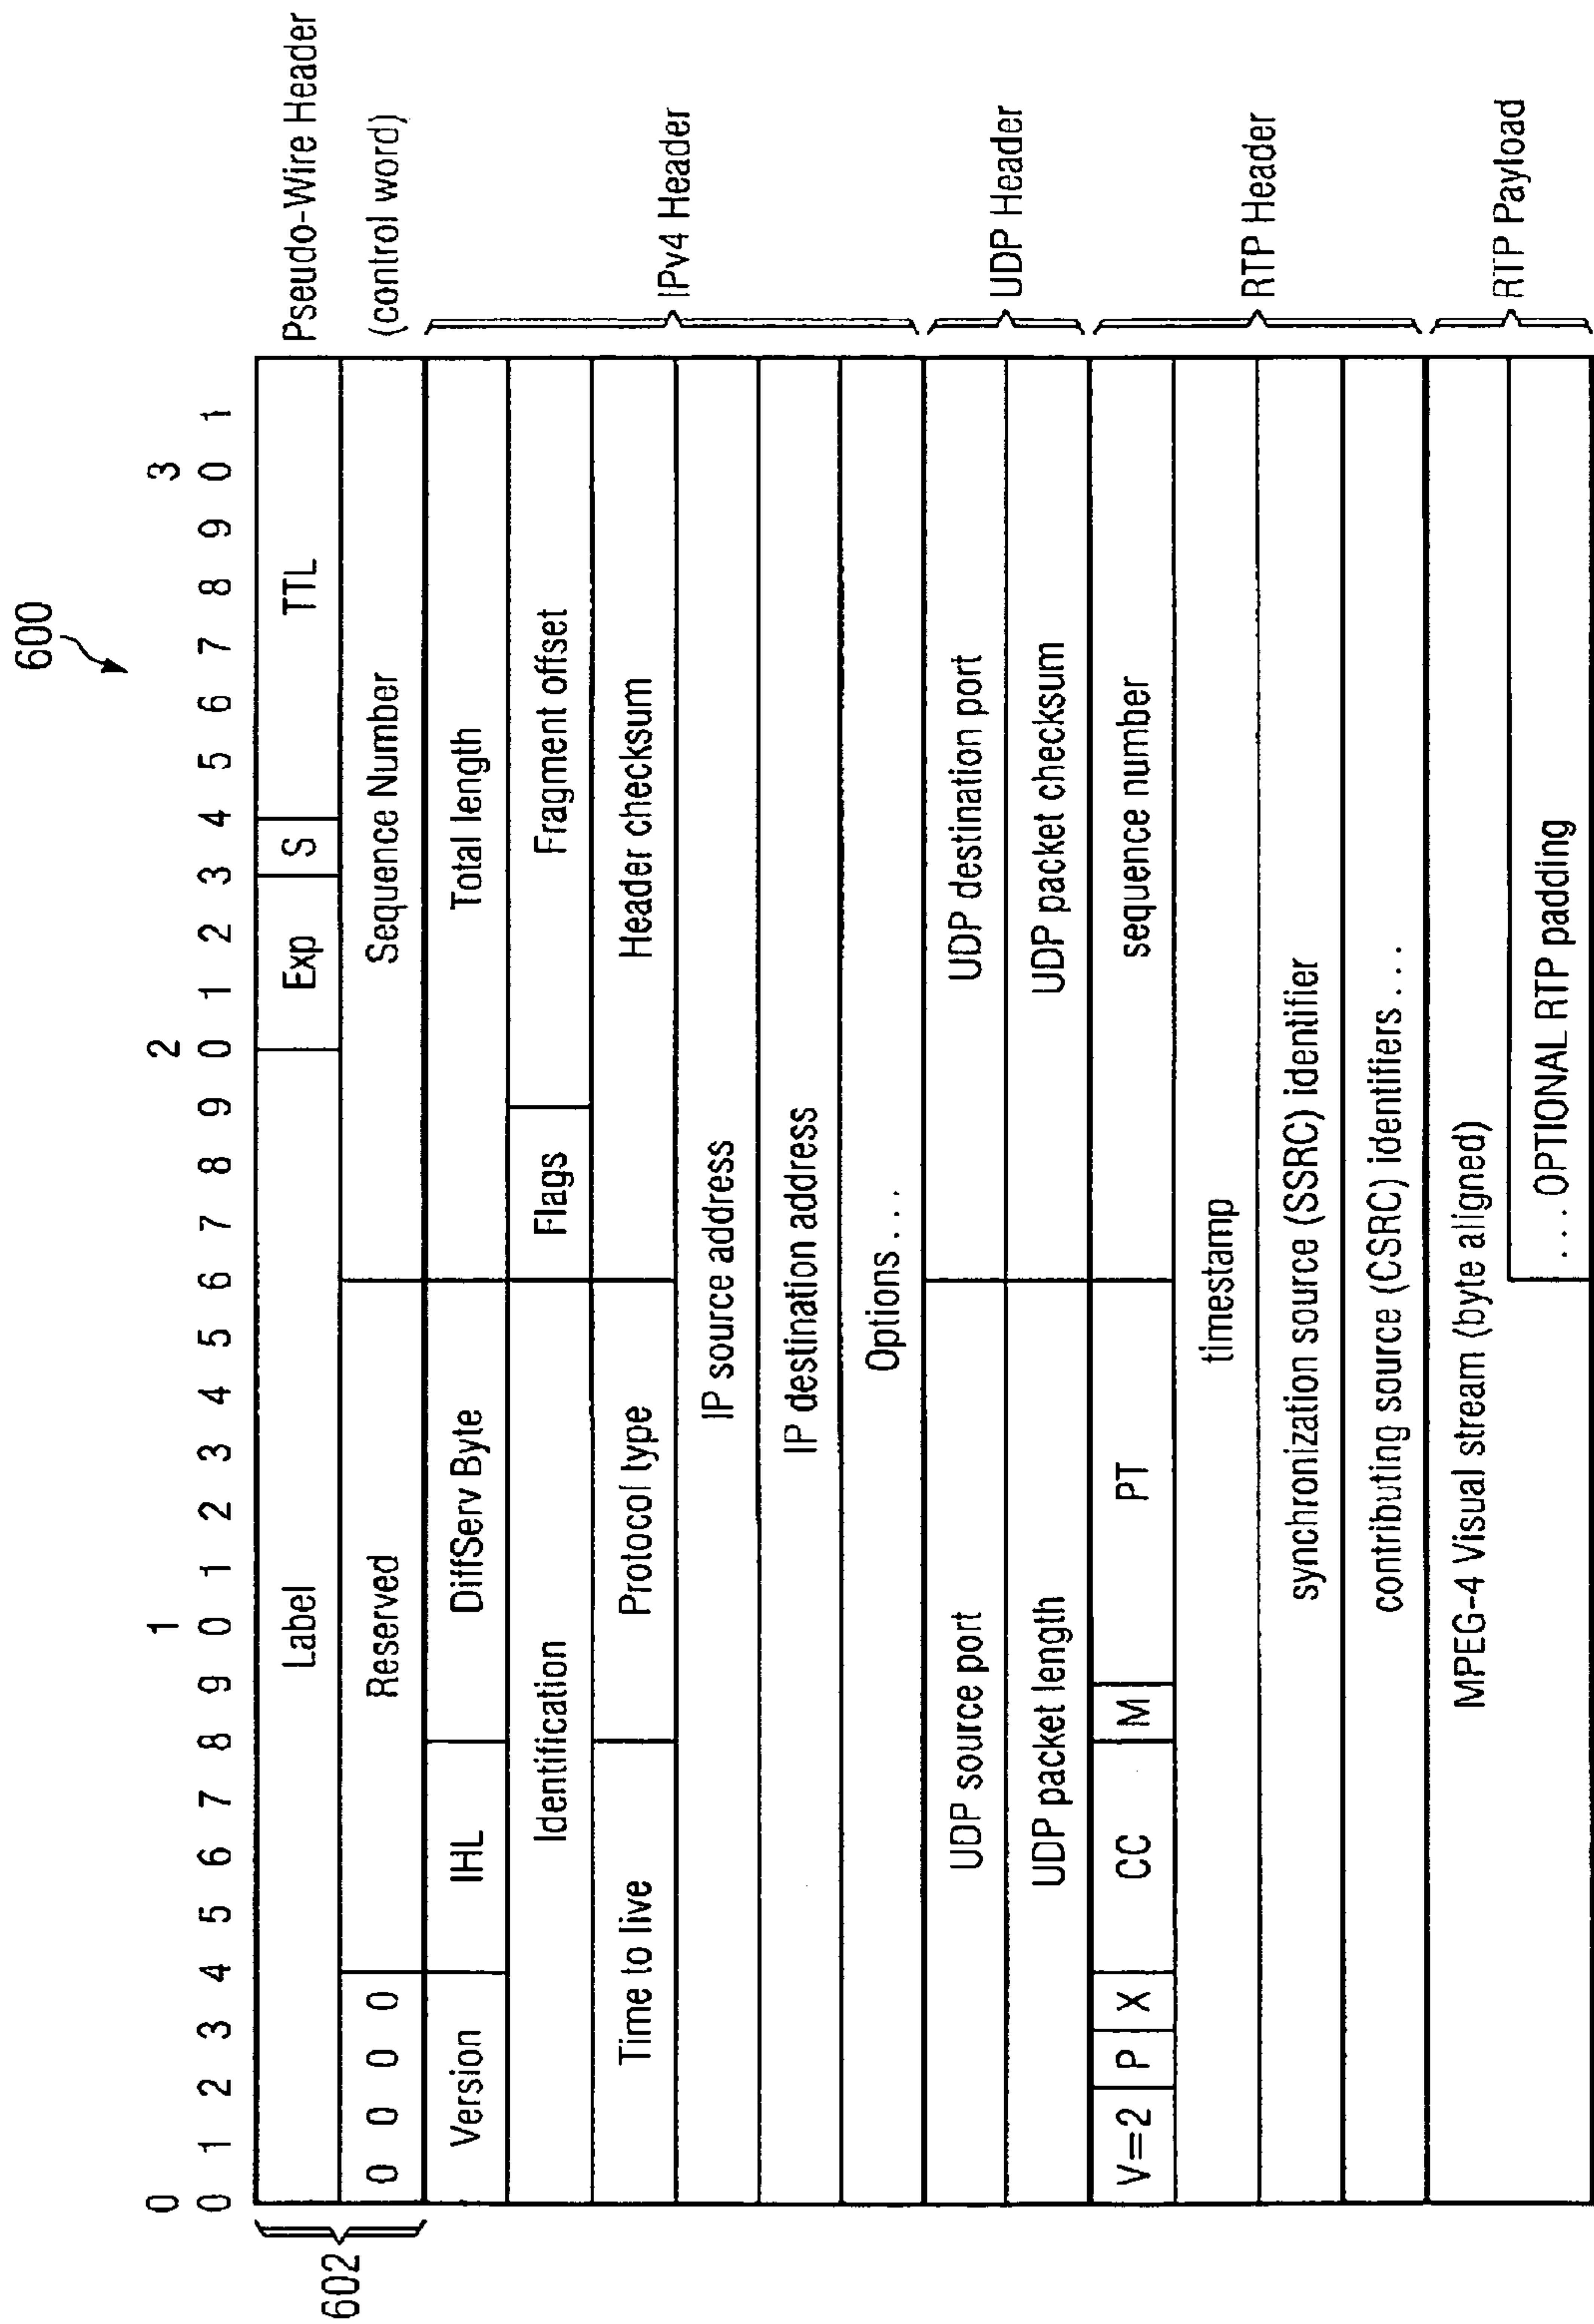 600
0 1 2 3
0 1 2 3 4 5 6 7 8 9 0 1 2 3 4 5 6 7 8 9 0 1 2 3 4 5 6 7 8 9 0 1
602
Label Exp S TTL Pseudo-Wire Header
0 0 0 0 Reserved Sequence Number (control word)
Version IHL DiffServ Byte Total length
Identification Flags Fragment offset
Time to live Protocol type Header checksum
IPv4 Header
IP source address
IP destination address
Options....
UDP source port UDP destination port
UDP Header
UDP packet length UDP packet checksum
V=2 P X CC M PT sequence number
timestamp
RTP Header
synchronization source (SSRC) identifier
contributing source (CSRC) identifiers...
MPEG-4 Visual stream (byte aligned)
RTP Payload
...OPTIONAL RTP padding